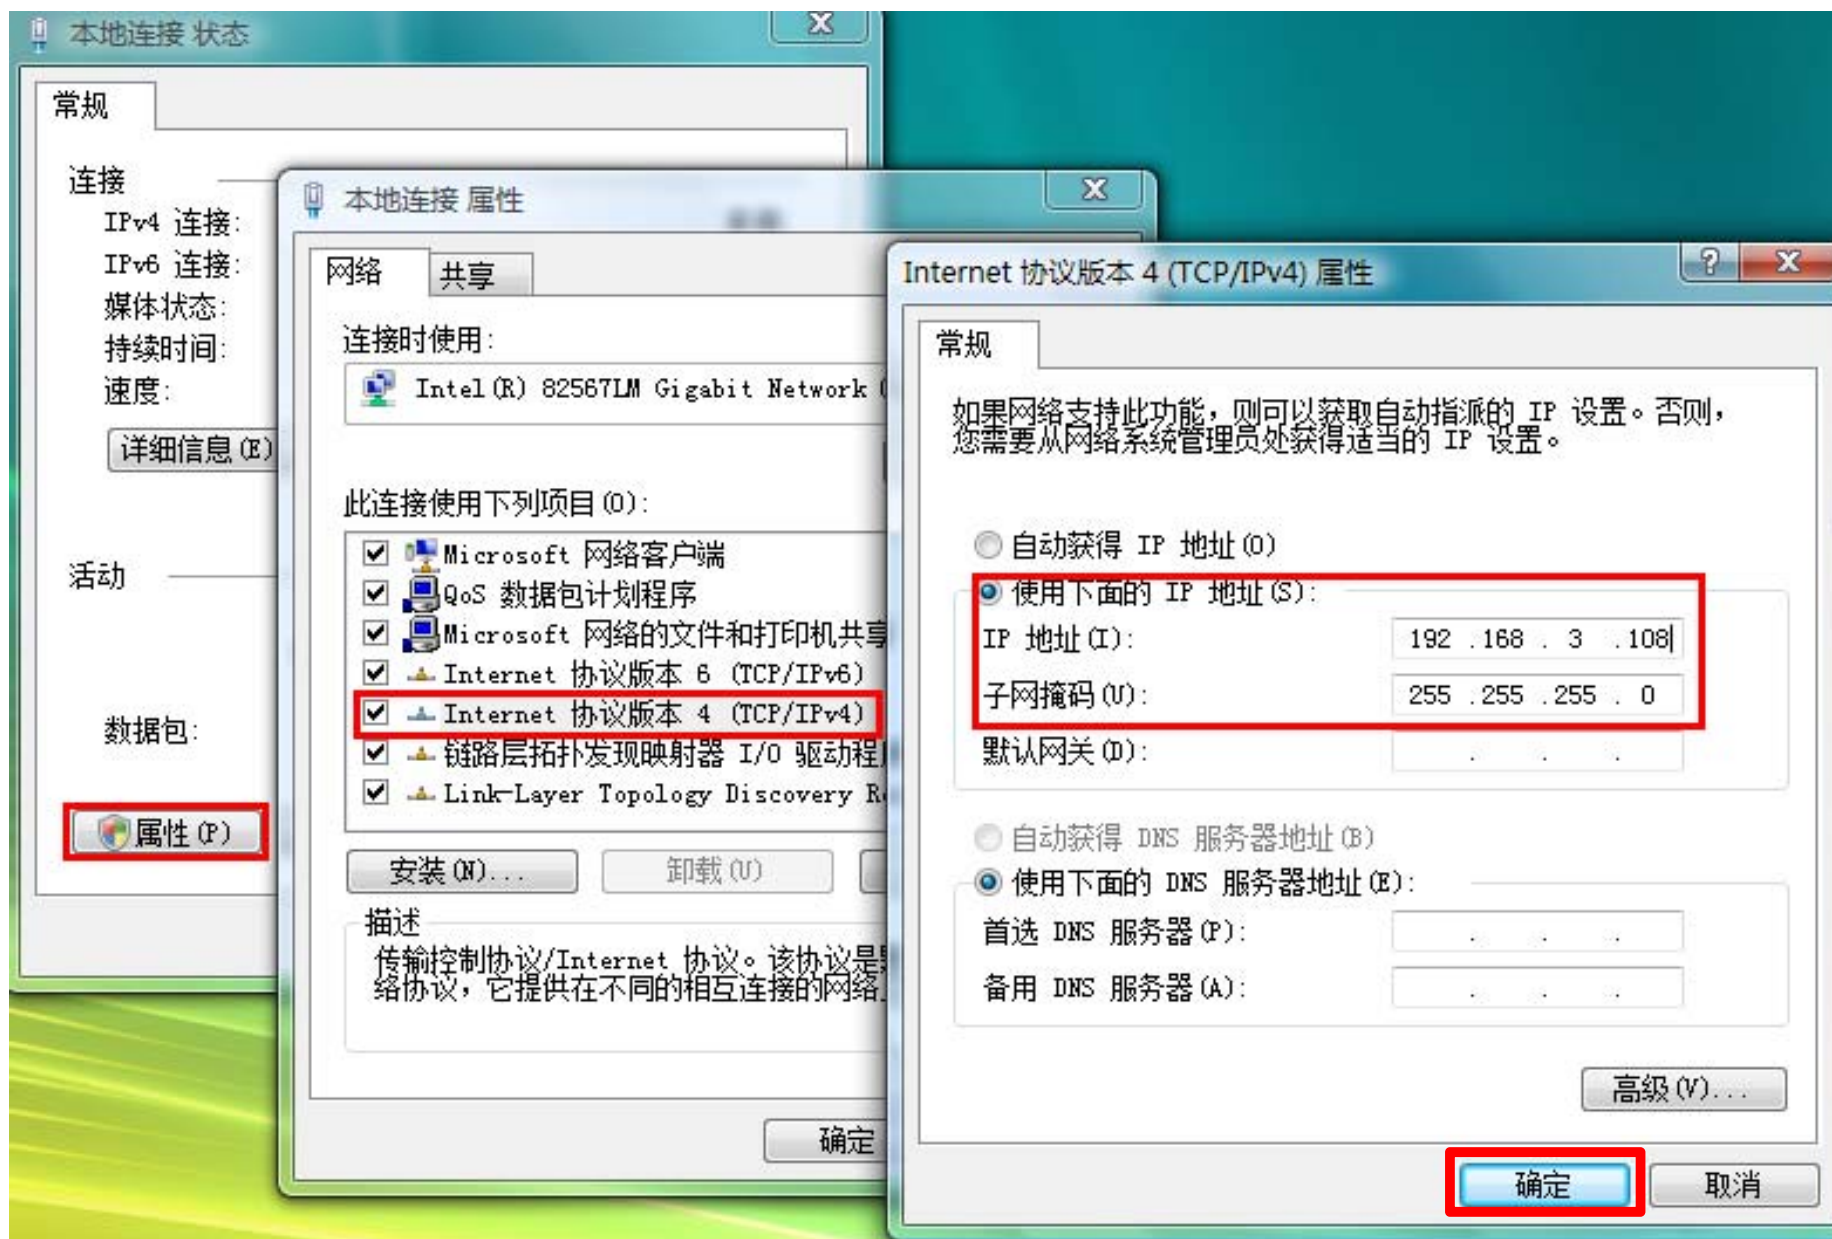 本地连接 状态
常规
连接
IPv4 连接:
IPv6 连接:
媒体状态:
持续时间:
速度:
详细信息(E)
活动
数据包:
属性(P)
本地连接 属性
网络
共享
连接时使用:
Intel(R) 82567LM Gigabit Network
此连接使用下列项目(O):
Microsoft 网络客户端
QoS 数据包计划程序
Microsoft 网络的文件和打印机共享
Internet 协议版本 6 (TCP/IPv6)
Internet 协议版本 4 (TCP/IPv4)
链路层拓扑发现映射器 I/O 驱动程
Link-Layer Topology Discovery
安装(N)...
卸载(U)
描述
传输控制协议/Internet 协议。该协议是
络协议，它提供在不同的相互连接的网络
确定
Internet 协议版本 4 (TCP/IPv4) 属性
常规
如果网络支持此功能，则可以获取自动指派的 IP 设置。否则，
您需要从网络系统管理员处获得适当的 IP 设置。
自动获得 IP 地址(O)
使用下面的 IP 地址(S):
IP 地址(I): 192 .168 . 3 .108
子网掩码(U): 255 .255 .255 . 0
默认网关(D): . . .
自动获得 DNS 服务器地址(B)
使用下面的 DNS 服务器地址(E):
首选 DNS 服务器(P): . . .
备用 DNS 服务器(A): . . .
高级(V)...
确定
取消